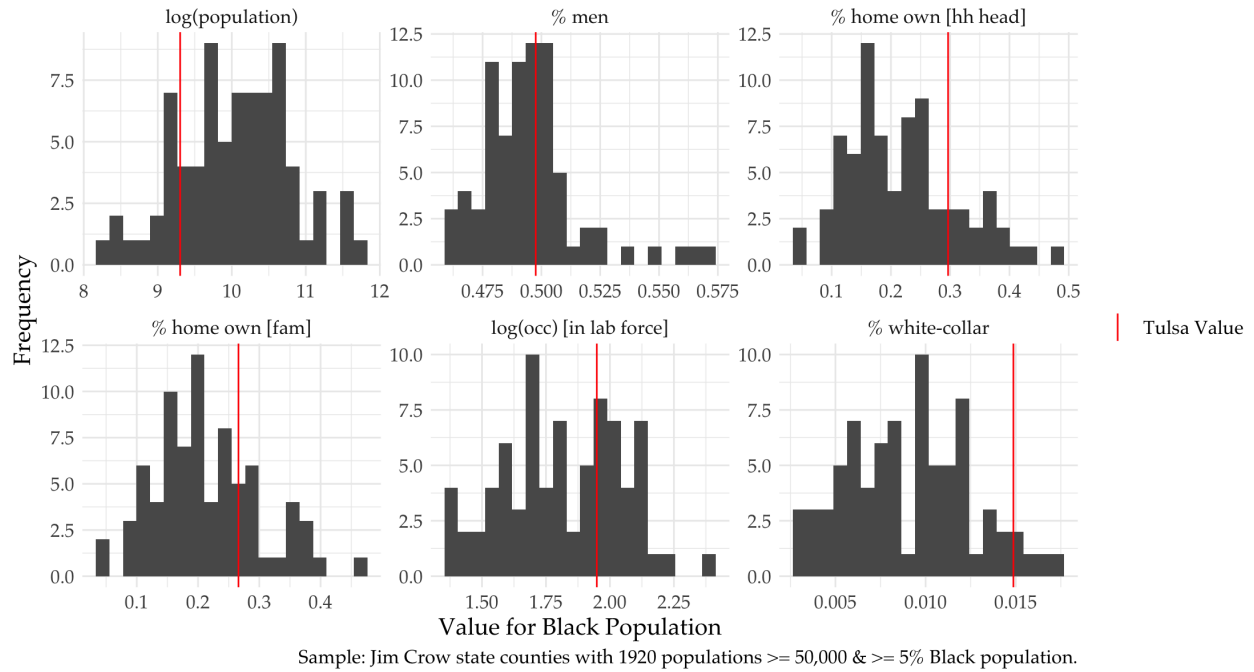 log(population)
% men
% home own [hh head]
7.5
5.0
2.5
0.0
8 9 10 11 12
12.5
10.0
7.5
5.0
2.5
0.0
0.475 0.500 0.525 0.550 0.575
12.5
10.0
7.5
5.0
2.5
0.0
0.1 0.2 0.3 0.4 0.5
Frequency
% home own [fam]
log(occ) [in lab force]
% white-collar
12.5
10.0
7.5
5.0
2.5
0.0
0.1 0.2 0.3 0.4
10.0
7.5
5.0
2.5
0.0
1.50 1.75 2.00 2.25
10.0
7.5
5.0
2.5
0.0
0.005 0.010 0.015
Tulsa Value
Value for Black Population
Sample: Jim Crow state counties with 1920 populations >= 50,000 & >= 5% Black population.